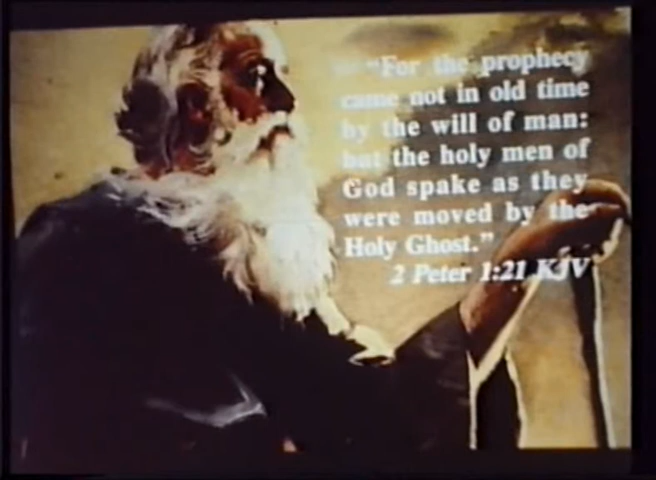 "For the prophecy
came not in old time
by the will of man:
but the holy men of
God spake as they
were moved by the
Holy Ghost."
2 Peter 1:21 KJV